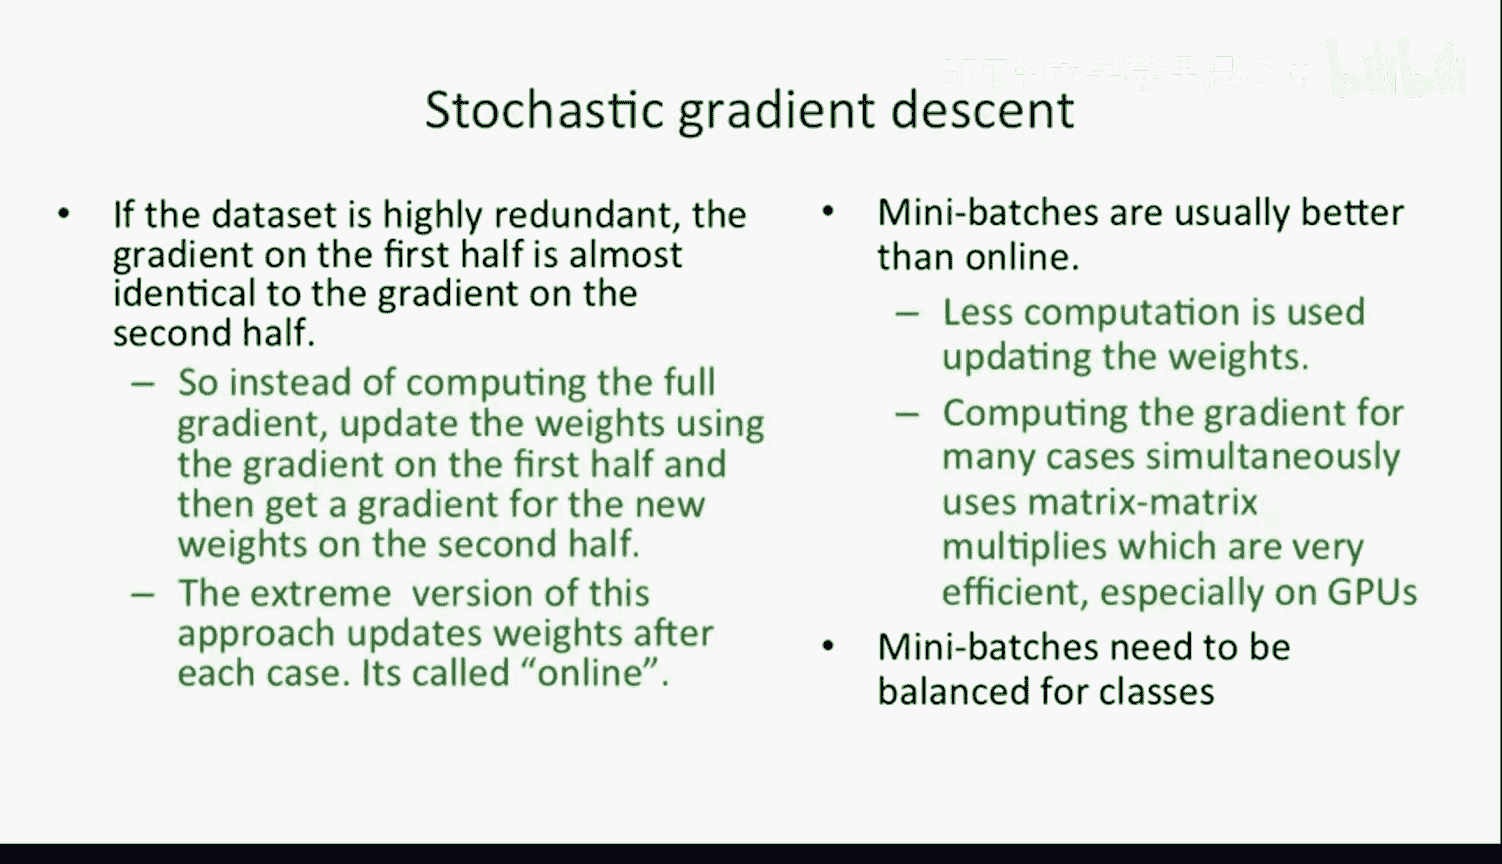 Stochastic gradient descent
• If the dataset is highly redundant, the
gradient on the first half is almost
identical to the gradient on the
second half.
– So instead of computing the full
gradient, update the weights using
the gradient on the first half and
then get a gradient for the new
weights on the second half.
– The extreme version of this
approach updates weights after
each case. Its called “online”.
• Mini-batches are usually better
than online.
– Less computation is used
updating the weights.
– Computing the gradient for
many cases simultaneously
uses matrix-matrix
multiplies which are very
efficient, especially on GPUs
• Mini-batches need to be
balanced for classes